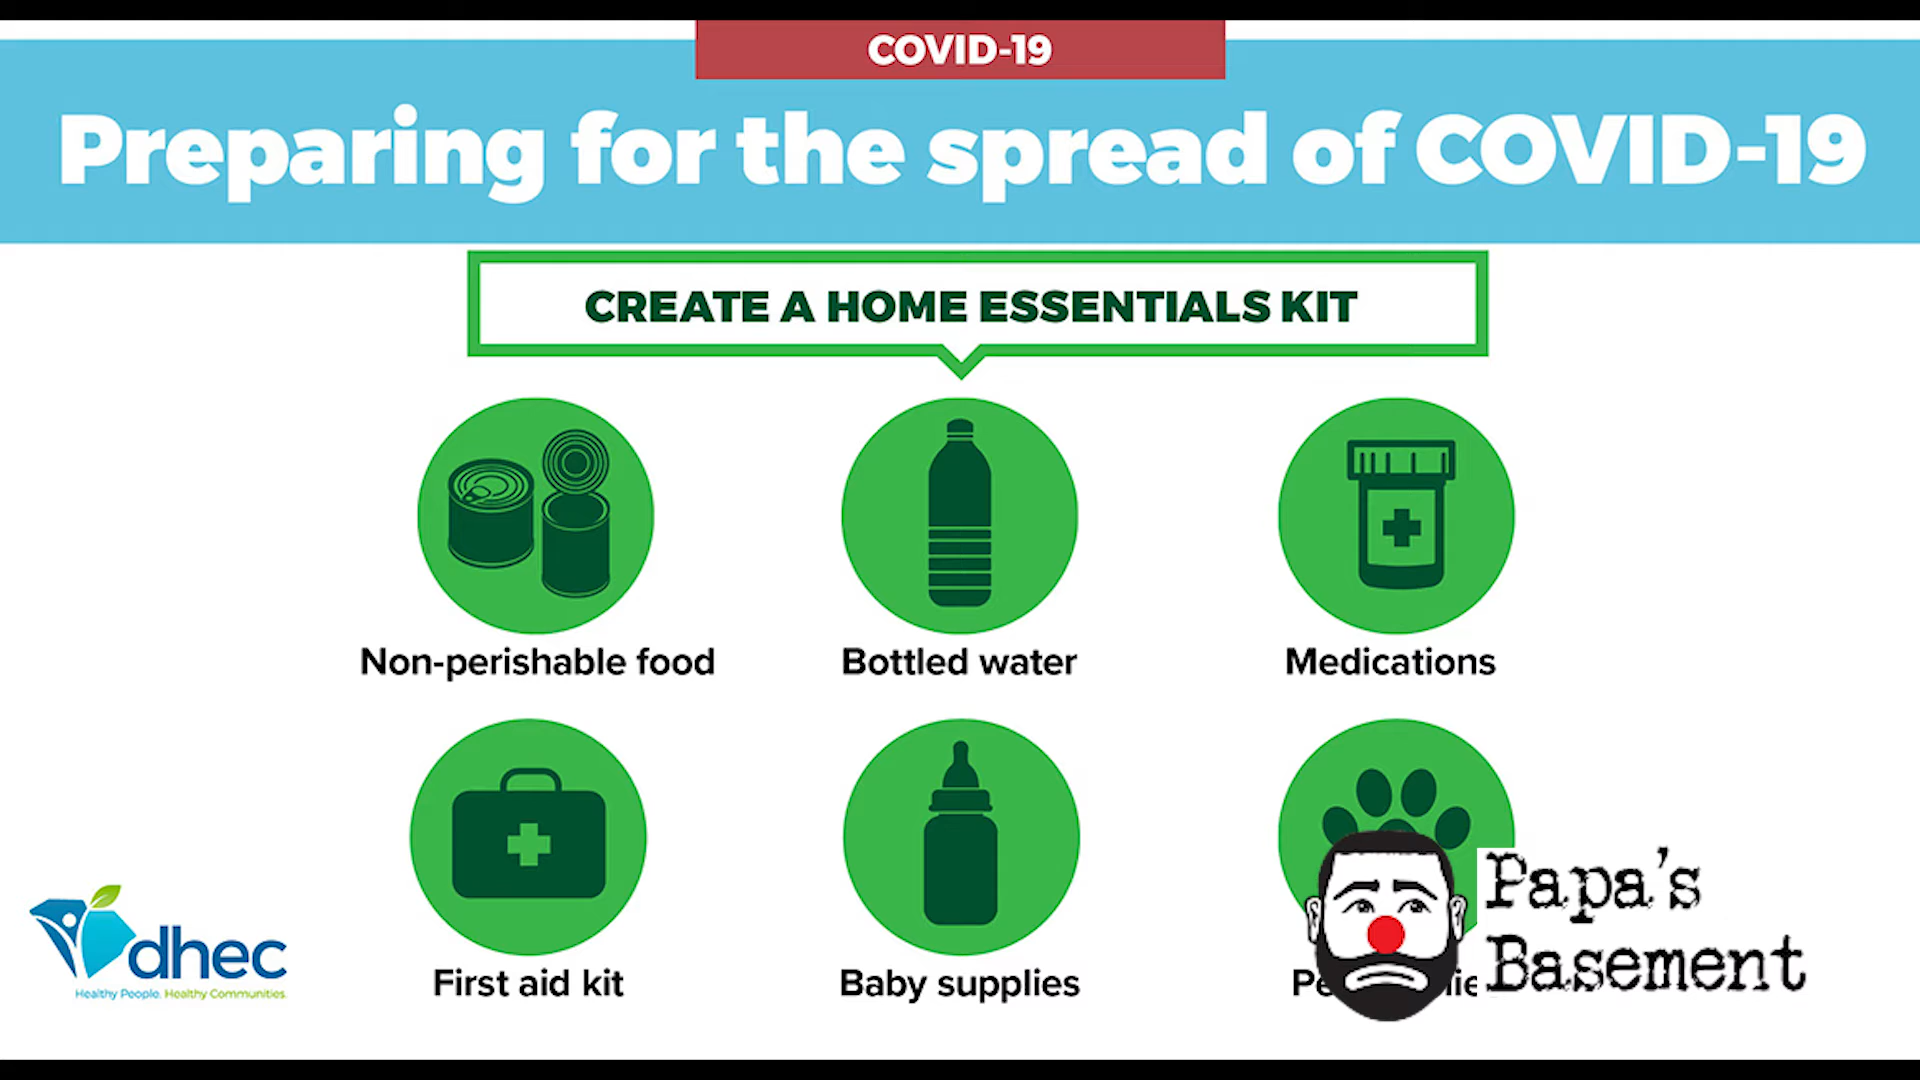 COVID-19
Preparing for the spread of COVID-19
CREATE A HOME ESSENTIALS KIT
Non-perishable food
Bottled water
Medications
First aid kit
Baby supplies
dhec
Healthy People. Healthy Communities.
Papa's
Basement